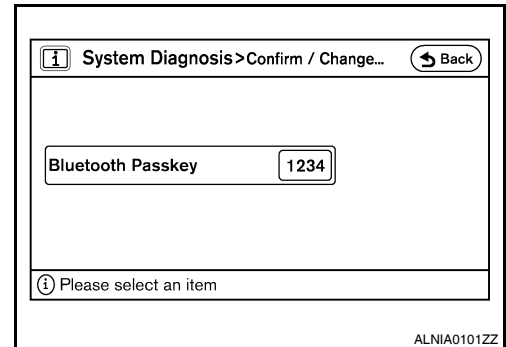 i System Diagnosis>Confirm / Change... Back
Bluetooth Passkey 1234
i Please select an item
ALNIA0101ZZ